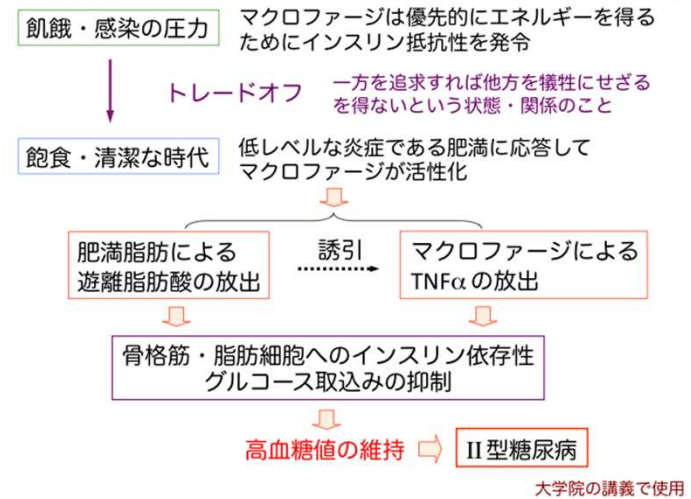 飢餓・感染の圧力
マクロファージは優先的にエネルギーを得る
ためにインスリン抵抗性を発令
トレードオフ
一方を追求すれば他方を犠牲にせざる
を得ないという状態・関係のこと
飽食・清潔な時代
低レベルな炎症である肥満に応答して
マクロファージが活性化
肥満脂肪による
遊離脂肪酸の放出
誘引
マクロファージによる
TNFα の放出
骨格筋・脂肪細胞へのインスリン依存性
グルコース取込みの抑制
高血糖値の維持
II型糖尿病
大学院の講義で使用